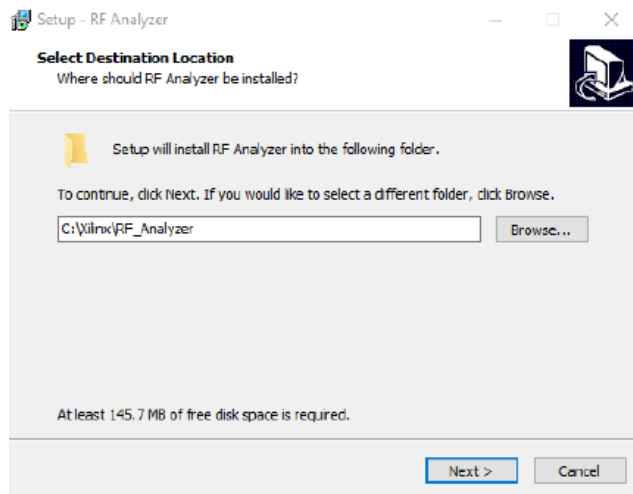 Setup - RF Analyzer
Select Destination Location
Where should RF Analyzer be installed?
Setup will install RF Analyzer into the following folder.
To continue, click Next. If you would like to select a different folder, click Browse.
C:\Xilinx\RF_Analyzer
Browse...
At least 145.7 MB of free disk space is required.
Next >
Cancel